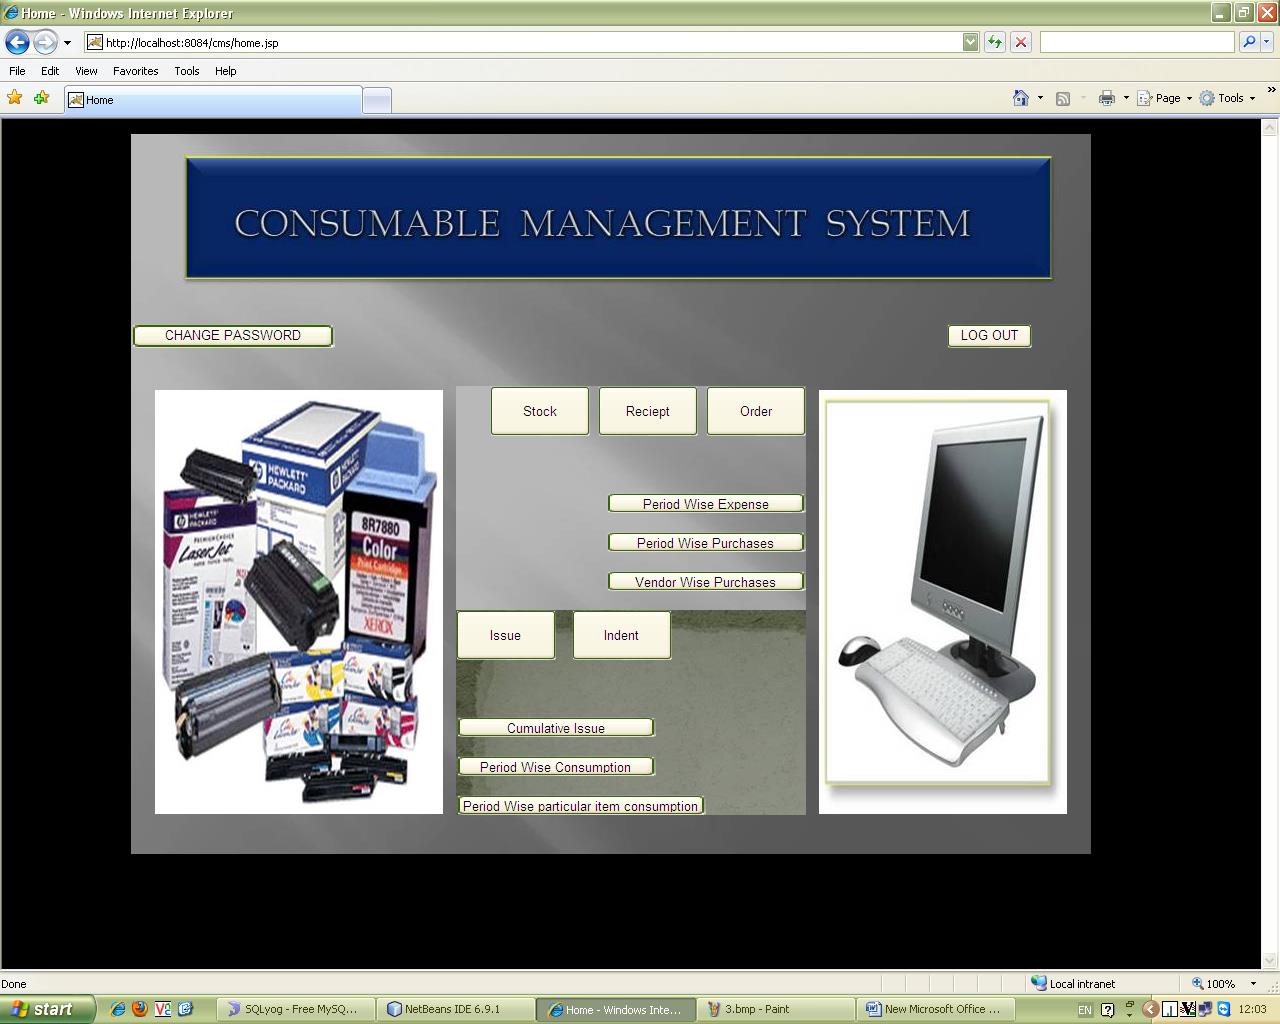 Home - Windows Internet Explorer
http://localhost:8084/cms/home.jsp
File Edit View Favorites Tools Help
Home
Page Tools
CONSUMABLE MANAGEMENT SYSTEM
CHANGE PASSWORD
LOG OUT
Stock
Reciept
Order
HEWLETT PACKARD
HEWLETT PACKARD
HEWLETT PACKARD
LaserJet
8R7880
Color
Print Cartridge
XEROX
Period Wise Expense
Period Wise Purchases
Vendor Wise Purchases
Issue
Indent
Cumulative Issue
Period Wise Consumption
Period Wise particular item consumption
Done
Local intranet
100%
start
SQLyog - Free MySQ...
NetBeans IDE 6.9.1
Home - Windows Inte...
3.bmp - Paint
New Microsoft Office ...
EN
12:03